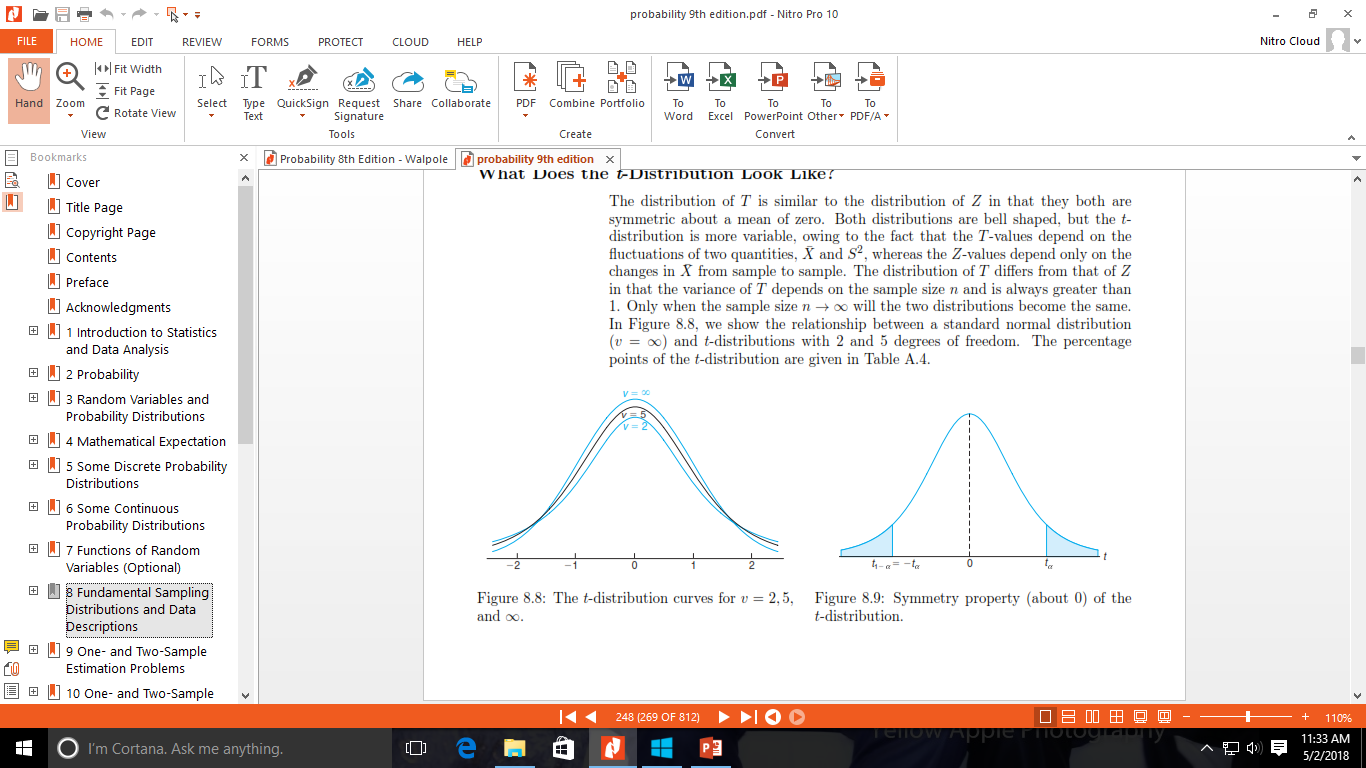 probability 9th edition.pdf - Nitro Pro 10
FILE HOME EDIT REVIEW FORMS PROTECT CLOUD HELP Nitro Cloud
Hand
Zoom
Fit Width
Fit Page
Rotate View
View
Select
Type Text
QuickSign
Request Signature
Share
Collaborate
Tools
PDF
Combine
Portfolio
Create
To Word
To Excel
To PowerPoint
To Other
To PDF/A
Convert
Bookmarks
Cover
Title Page
Copyright Page
Contents
Preface
Acknowledgments
1 Introduction to Statistics
and Data Analysis
2 Probability
3 Random Variables and
Probability Distributions
4 Mathematical Expectation
5 Some Discrete Probability
Distributions
6 Some Continuous
Probability Distributions
7 Functions of Random
Variables (Optional)
8 Fundamental Sampling
Distributions and Data
Descriptions
9 One- and Two-Sample
Estimation Problems
10 One- and Two-Sample
Probability 8th Edition - Walpole
probability 9th edition
What Does the t-Distribution Look Like?
The distribution of T is similar to the distribution of Z in that they both are
symmetric about a mean of zero. Both distributions are bell shaped, but the t-
distribution is more variable, owing to the fact that the T-values depend on the
fluctuations of two quantities, X̄ and S², whereas the Z-values depend only on the
changes in X̄ from sample to sample. The distribution of T differs from that of Z
in that the variance of T depends on the sample size n and is always greater than
1. Only when the sample size n → ∞ will the two distributions become the same.
In Figure 8.8, we show the relationship between a standard normal distribution
(v = ∞) and t-distributions with 2 and 5 degrees of freedom. The percentage
points of the t-distribution are given in Table A.4.
v = ∞
v = 5
v = 2
−2 −1 0 1 2
Figure 8.8: The t-distribution curves for v = 2, 5,
and ∞.
t₁₋α = −tα 0 tα t
Figure 8.9: Symmetry property (about 0) of the
t-distribution.
248 (269 OF 812)
110%
Yellow Apple Photography
I'm Cortana. Ask me anything.
11:33 AM
5/2/2018